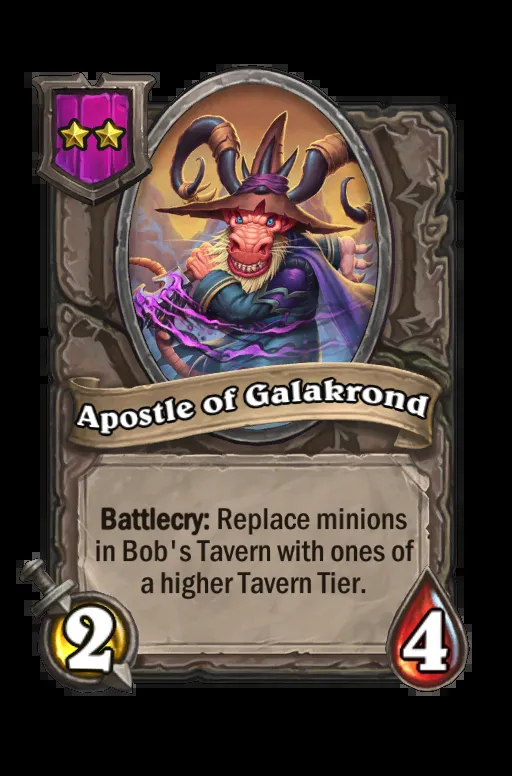 Apostle of Galakrond
Battlecry: Replace minions
in Bob's Tavern with ones of
a higher Tavern Tier.
2
4